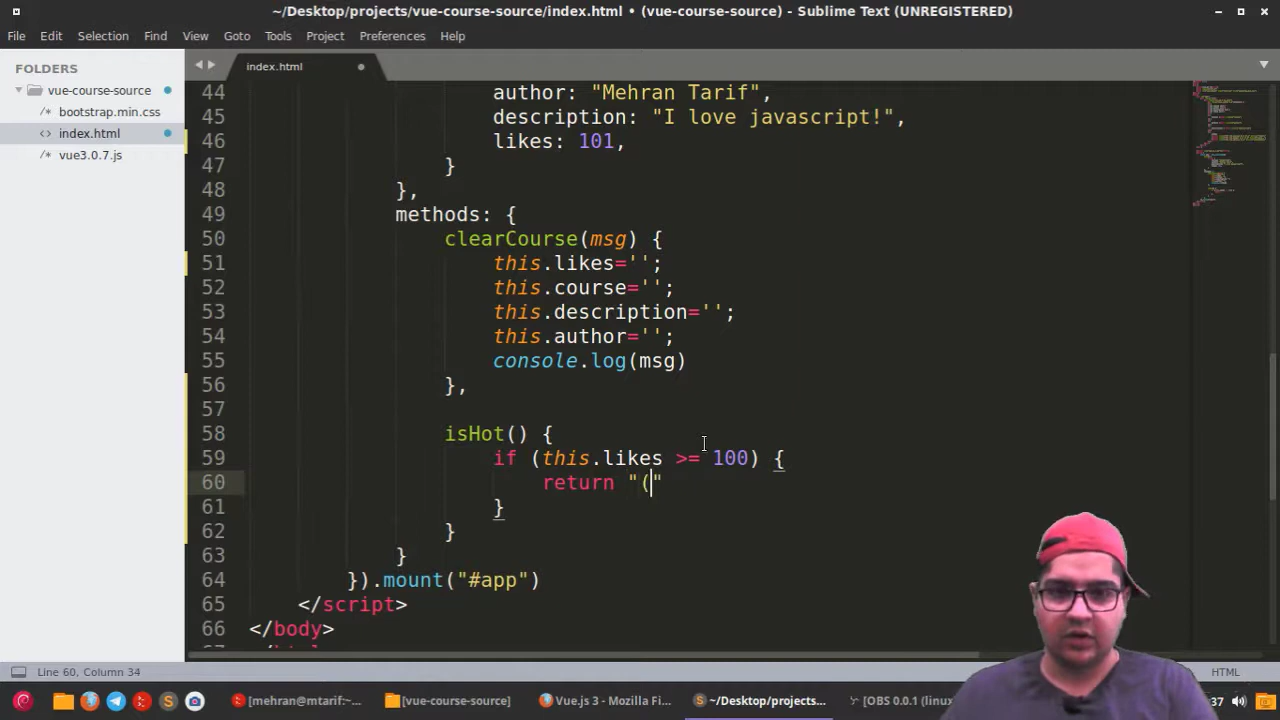 ~/Desktop/projects/vue-course-source/index.html • (vue-course-source) - Sublime Text (UNREGISTERED)
File Edit Selection Find View Goto Tools Project Preferences Help
FOLDERS
vue-course-source
/* bootstrap.min.css
<> index.html
/* vue3.0.7.js
index.html
44 author: "Mehran Tarif",
45 description: "I love javascript!",
46 likes: 101,
47 }
48 },
49 methods: {
50 clearCourse(msg) {
51 this.likes='';
52 this.course='';
53 this.description='';
54 this.author='';
55 console.log(msg)
56 },
57
58 isHot() {
59 if (this.likes >= 100) {
60 return "("
61 }
62 }
63 }
64 }).mount("#app")
65 </script>
66 </body>
Line 60, Column 34
HTML
[mehran@mtarif:~...
[vue-course-source]
Vue.js 3 - Mozilla Fi...
~/Desktop/projects...
[OBS 0.0.1 (linux
37